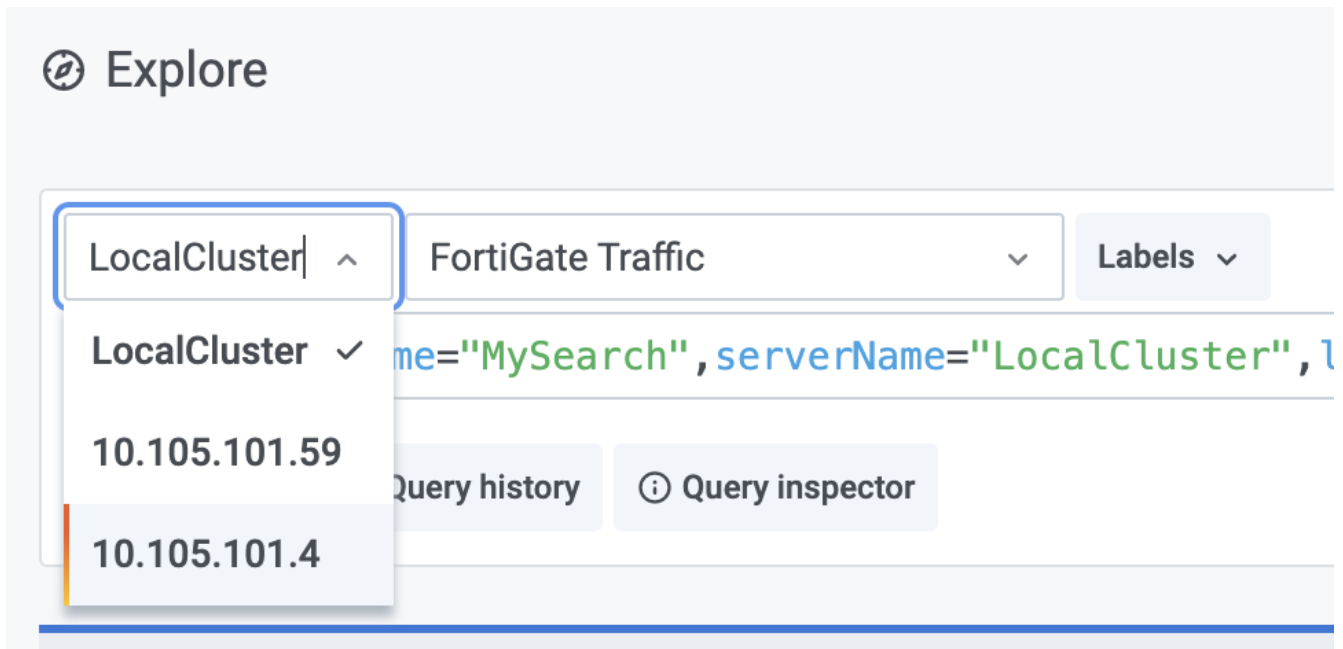 Explore
LocalCluster
FortiGate Traffic
Labels
LocalCluster
me="MySearch",serverName="LocalCluster",l
10.105.101.59
Query history
Query inspector
10.105.101.4